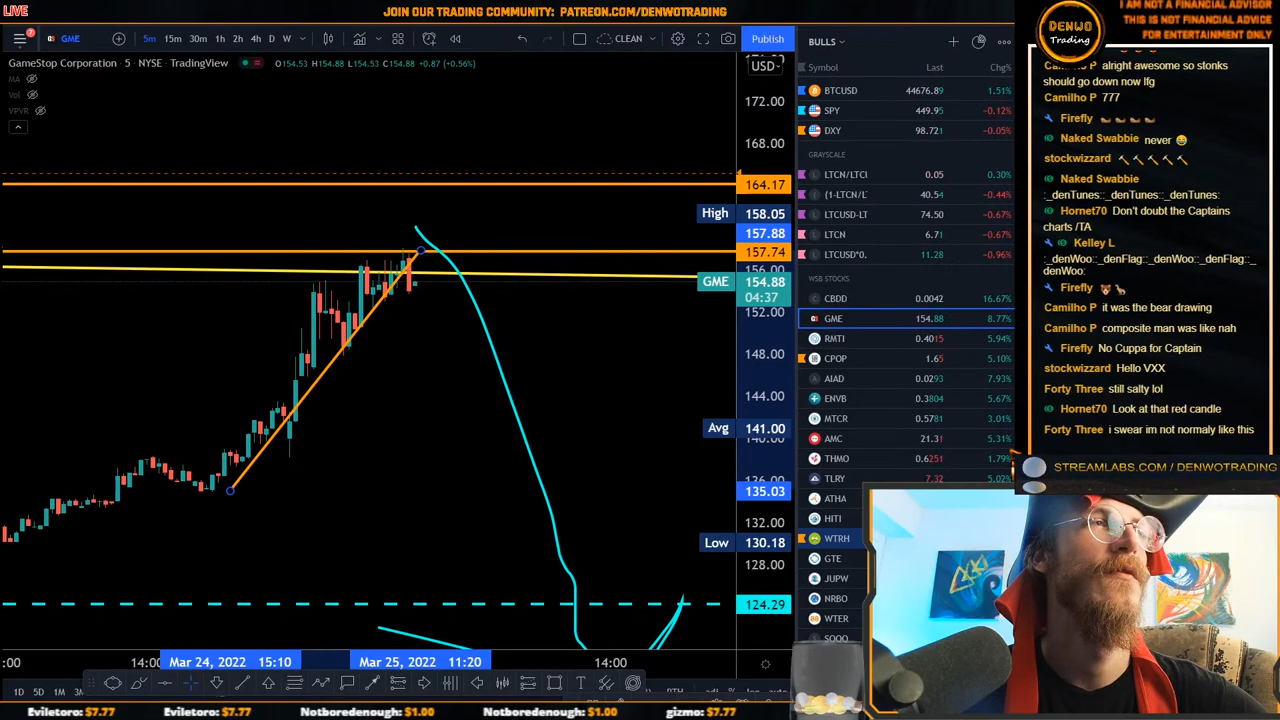 LIVE
JOIN OUR TRADING COMMUNITY: PATREON.COM/DENWOTRADING
7
GME
5m 15m 30m 1h 2h 4h D W
CLEAN
Publish
GameStop Corporation · 5 · NYSE · TradingView
O154.53 H154.88 L154.53 C154.88 +0.87 (+0.56%)
MA
Vol
VPVR
USD
172.00
168.00
164.17
High 158.05
157.88
157.74
156.00
GME 154.88
04:37
152.00
148.00
144.00
Avg 141.00
140.00
136.00
135.03
132.00
Low 130.18
128.00
124.29
:00
14:00
Mar 24, 2022 15:10
Mar 25, 2022 11:20
14:00
1D 5D 1M 3M
BULLS
Symbol Last Chg%
BTCUSD 44676.89 1.51%
SPY 449.95 −0.12%
DXY 98.721 −0.05%
GRAYSCALE
LTCN/LTCU 0.05 0.30%
(1-LTCN/L 40.54 −0.44%
LTCUSD-LT 74.50 −0.67%
LTCN 6.71 −0.67%
LTCUSD*0. 11.28 −0.96%
WSB STOCKS
CBDD 0.0042 16.67%
GME 154.88 8.77%
RMTI 0.4015 5.94%
CPOP 1.65 5.10%
AIAD 0.0293 7.93%
ENVB 0.3804 5.67%
MTCR 0.5781 3.01%
AMC 21.31 5.31%
THMO 0.6251 1.79%
TLRY 7.32 5.02%
ATHA
HITI
WTRH
GTE
JUPW
NRBO
WTER
SOQO
DENWO
Trading
I AM NOT A FINANCIAL ADVISOR
THIS IS NOT FINANCIAL ADVICE
FOR ENTERTAINMENT ONLY
Camilho P alright awesome so stonks
should go down now lfg
Camilho P 777
Firefly
Naked Swabbie never 😂
stockwizard 🔨🔨🔨🔨🔨
Naked Swabbie
:_denTunes::_denTunes::_denTunes:
Hornet70 Don't doubt the Captains
charts /TA
Kelley L
:_denWoo::_denFlag::_denWoo::_denFlag::_
denWoo:
Firefly
Camilho P it was the bear drawing
Camilho P composite man was like nah
Firefly No Cuppa for Captain
stockwizard Hello VXX
Forty Three still salty lol
Hornet70 Look at that red candle
Forty Three i swear im not normaly like this
STREAMLABS.COM / DENWOTRADING
Eviletoro: $7.77 Eviletoro: $7.77 Notboredenough: $1.00 Notboredenough: $1.00 gizmo: $7.77